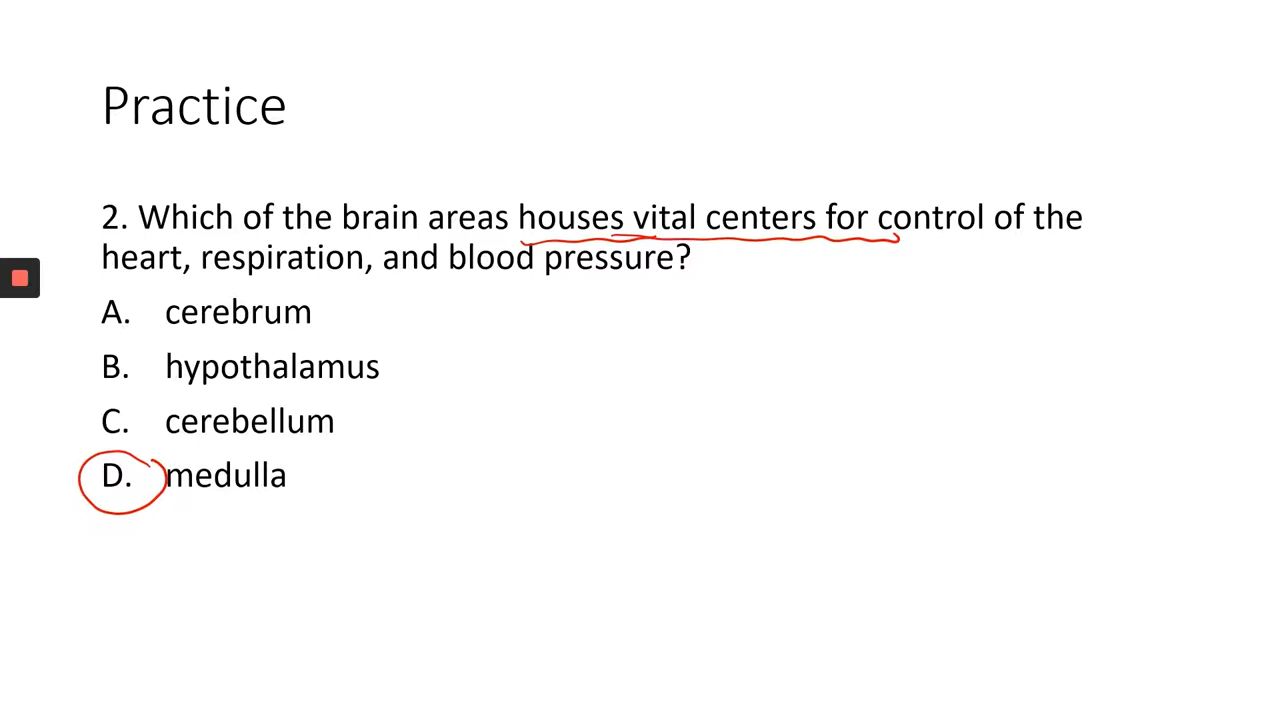 Practice
2. Which of the brain areas houses vital centers for control of the
heart, respiration, and blood pressure?
A. cerebrum
B. hypothalamus
C. cerebellum
D. medulla